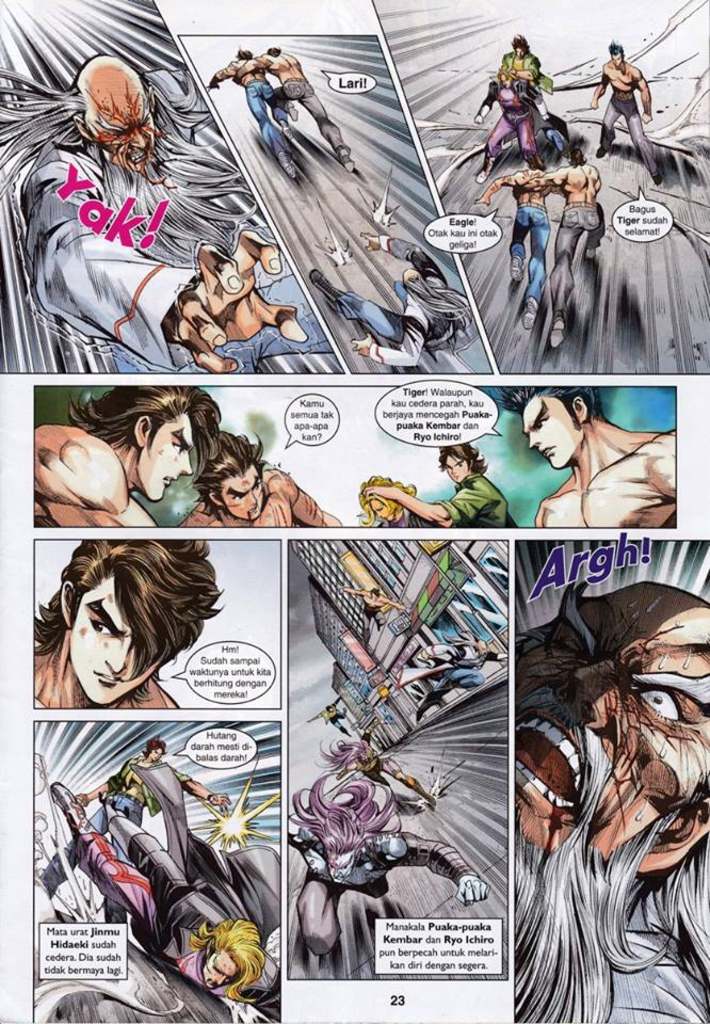 Yak!
Lari!
Eagle!
Otak kau ini otak
geliga!
Bagus
Tiger sudah
selamat!
Kamu
semua tak
apa-apa
kan?
Tiger! Walaupun
kau cedera parah, kau
berjaya mencegah Puaka-
puaka Kembar dan
Ryo Ichiro!
Hm!
Sudah sampai
waktunya untuk kita
berhitung dengan
mereka!
Argh!
Hutang
darah mesti di-
balas darah!
Mata urat Jinmu
Hidaeki sudah
cedera. Dia sudah
tidak bermaya lagi.
Manakala Puaka-puaka
Kembar dan Ryo Ichiro
pun berpecah untuk melari-
kan diri dengan segera.
23